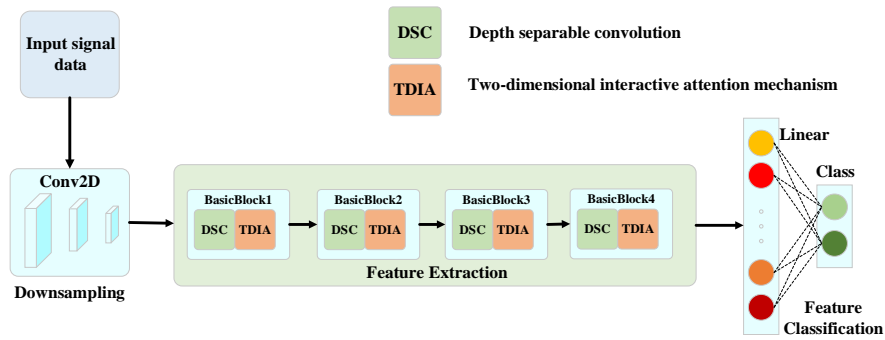 Input signal
data
DSC
Depth separable convolution
TDIA
Two-dimensional interactive attention mechanism
Conv2D
Downsampling
BasicBlock1
DSC TDIA
BasicBlock2
DSC TDIA
BasicBlock3
DSC TDIA
BasicBlock4
DSC TDIA
Feature Extraction
Linear
Class
Feature
Classification